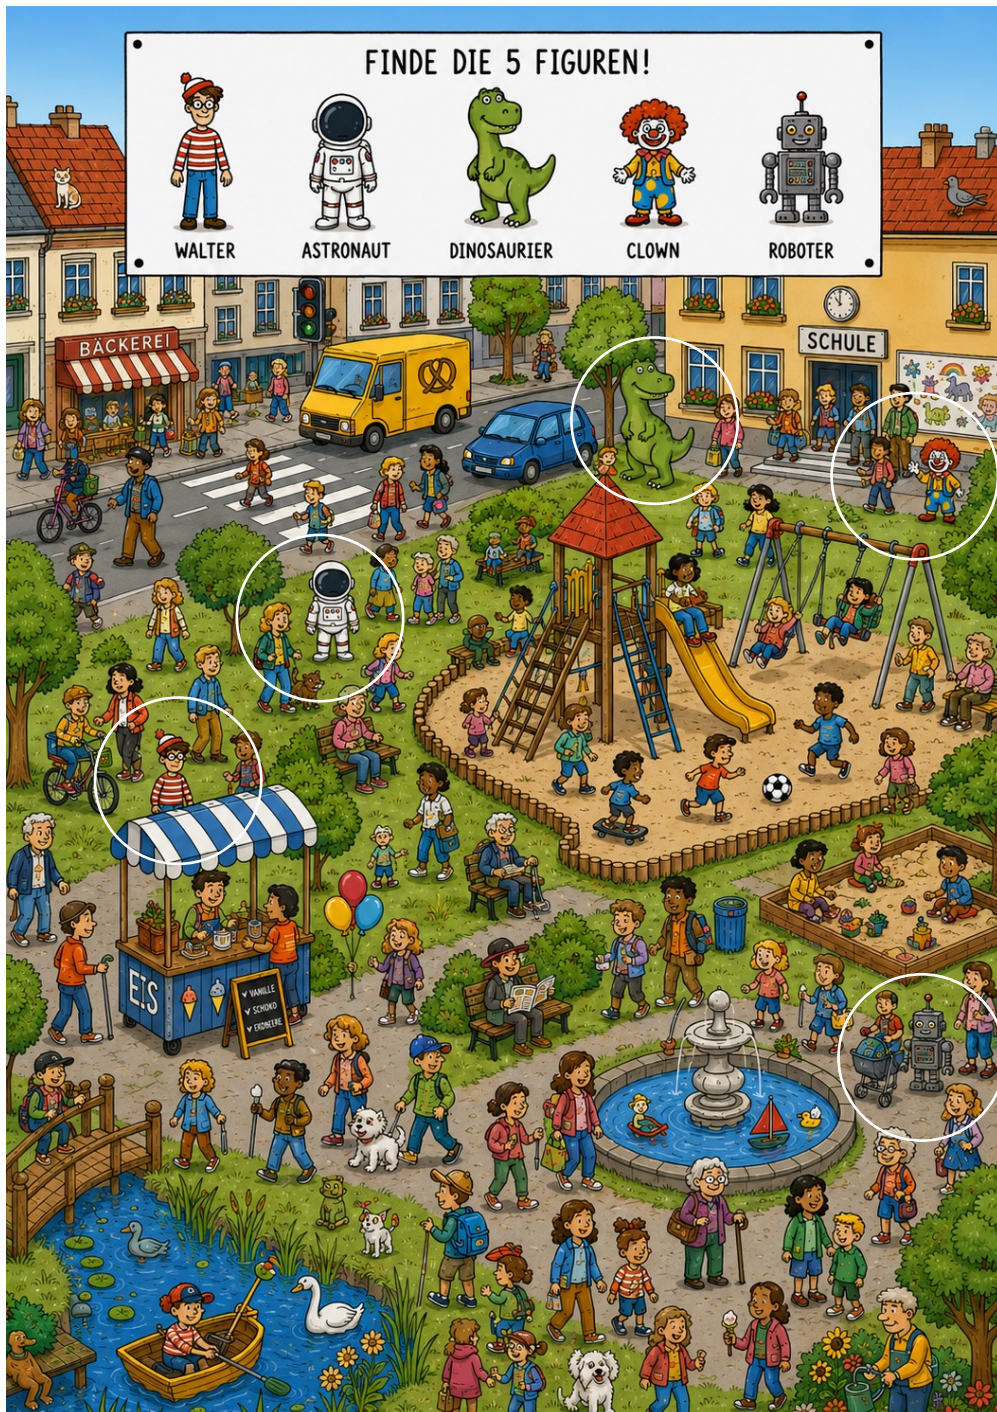 FINDE DIE 5 FIGUREN!
WALTER
ASTRONAUT
DINOSAURIER
CLOWN
ROBOTER
BÄCKEREI
SCHULE
EIS
✓ VANILLE
✓ SCHOKO
✓ ERDBEERE